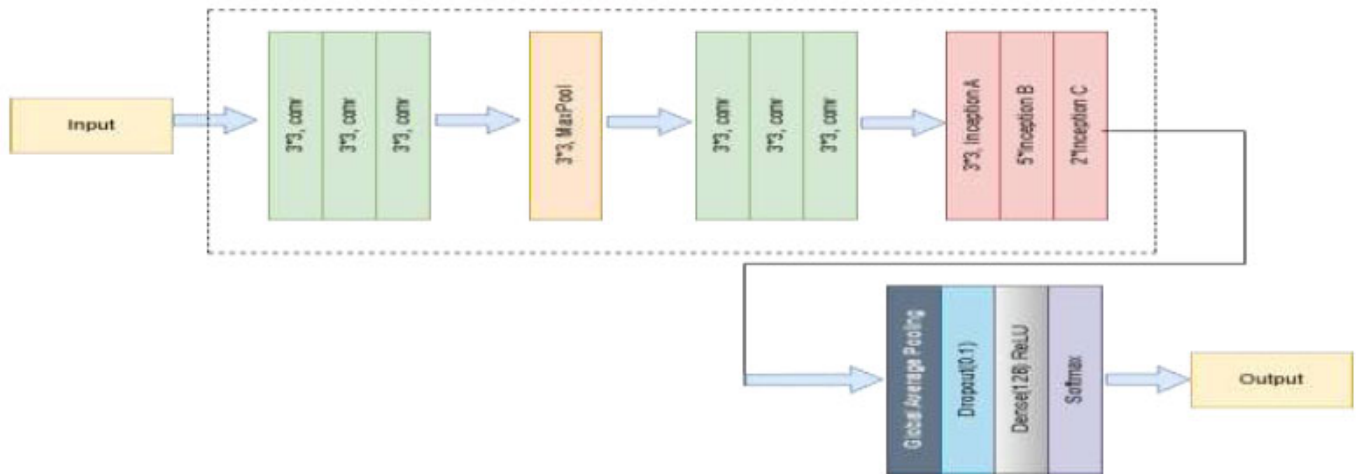 Input
3*3, conv
3*3, conv
3*3, conv
3*3, MaxPool
3*3, conv
3*3, conv
3*3, conv
3*3, Inception A
5*Inception B
2*Inception C
Global Average Pooling
Dropout(0.1)
Dense(128) ReLU
Softmax
Output